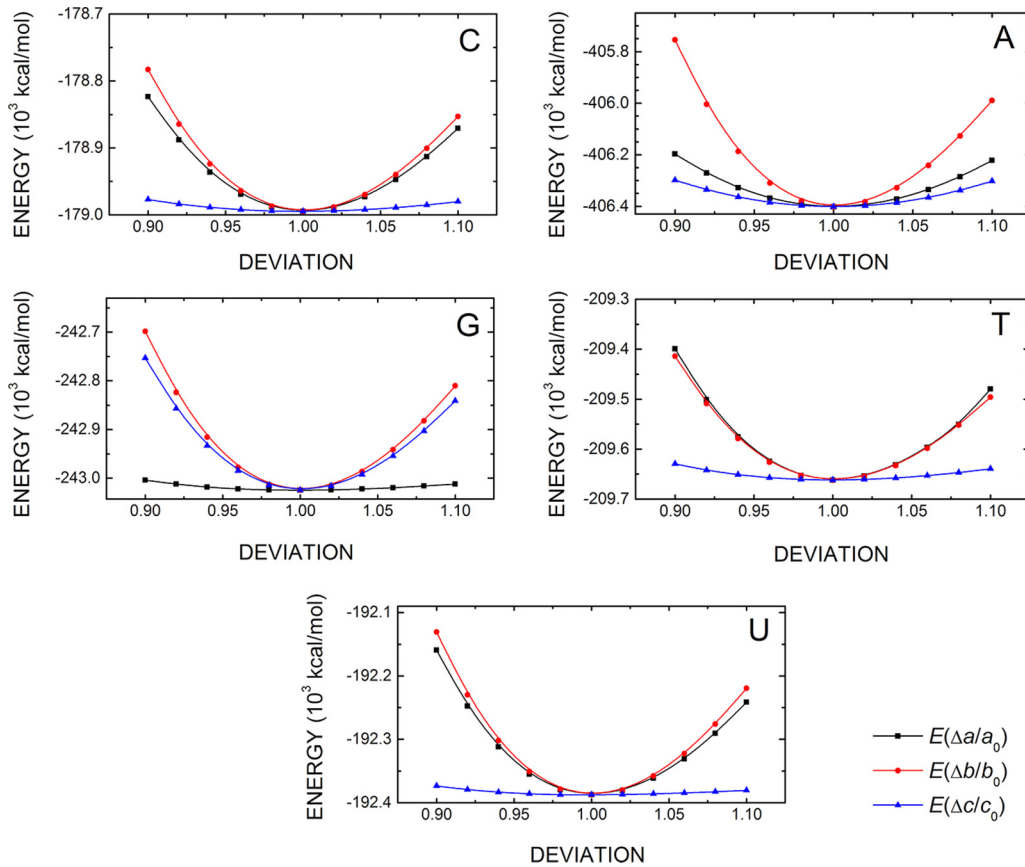 C
ENERGY (10³ kcal/mol)
-178.7
-178.8
-178.9
-179.0
0.90 0.95 1.00 1.05 1.10
DEVIATION
A
ENERGY (10³ kcal/mol)
-405.8
-406.0
-406.2
-406.4
0.90 0.95 1.00 1.05 1.10
DEVIATION
G
ENERGY (10³ kcal/mol)
-242.7
-242.8
-242.9
-243.0
0.90 0.95 1.00 1.05 1.10
DEVIATION
T
ENERGY (10³ kcal/mol)
-209.3
-209.4
-209.5
-209.6
-209.7
0.90 0.95 1.00 1.05 1.10
DEVIATION
U
ENERGY (10³ kcal/mol)
-192.1
-192.2
-192.3
-192.4
0.90 0.95 1.00 1.05 1.10
DEVIATION
E(Δa/a₀)
E(Δb/b₀)
E(Δc/c₀)